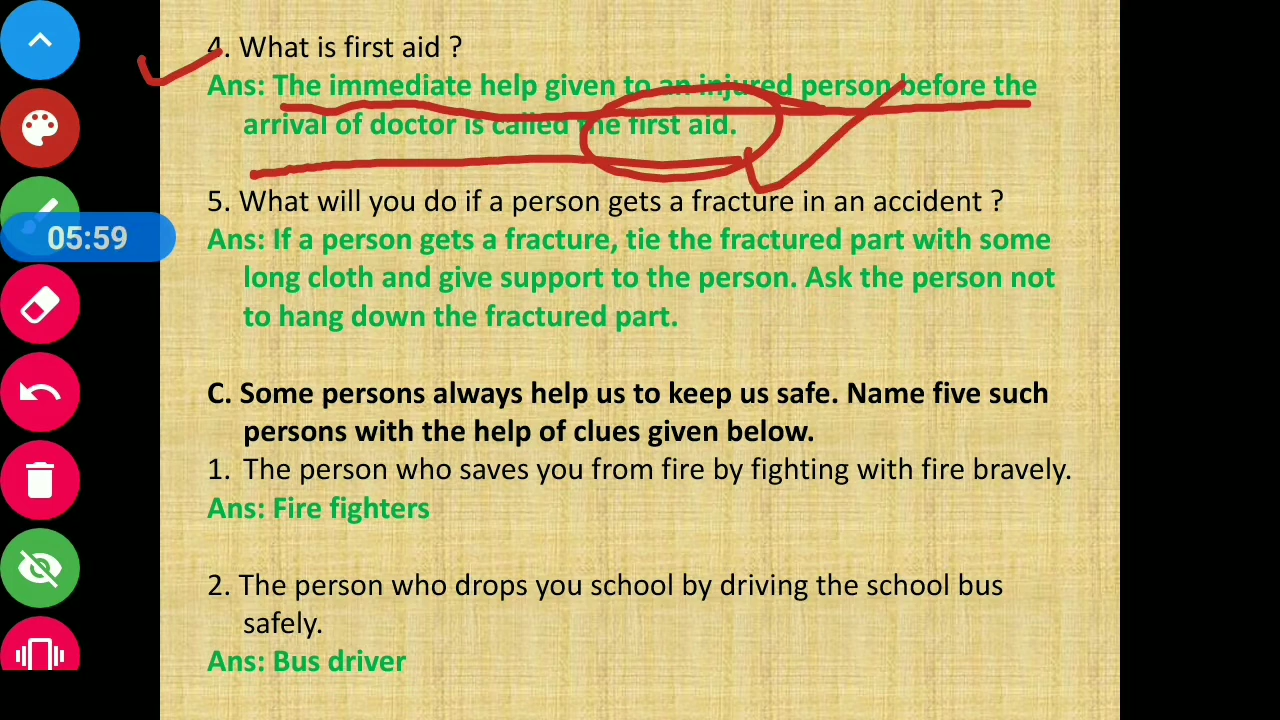 4. What is first aid ?
Ans: The immediate help given to an injured person before the
arrival of doctor is called the first aid.
5. What will you do if a person gets a fracture in an accident ?
Ans: If a person gets a fracture, tie the fractured part with some
long cloth and give support to the person. Ask the person not
to hang down the fractured part.
C. Some persons always help us to keep us safe. Name five such
persons with the help of clues given below.
1. The person who saves you from fire by fighting with fire bravely.
Ans: Fire fighters
2. The person who drops you school by driving the school bus
safely.
Ans: Bus driver
05:59